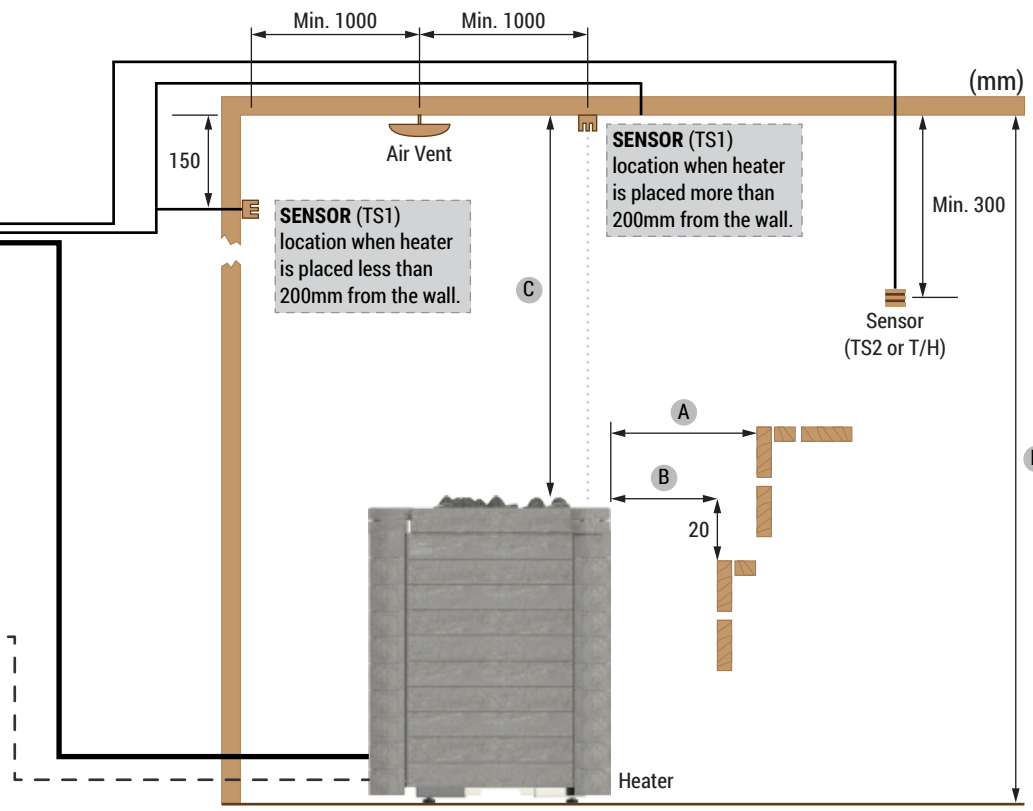 Min. 1000
Min. 1000
(mm)
Air Vent
SENSOR (TS1)
location when heater
is placed more than
200mm from the wall.
150
SENSOR (TS1)
location when heater
is placed less than
200mm from the wall.
Min. 300
C
Sensor
(TS2 or T/H)
A
B
20
Heater